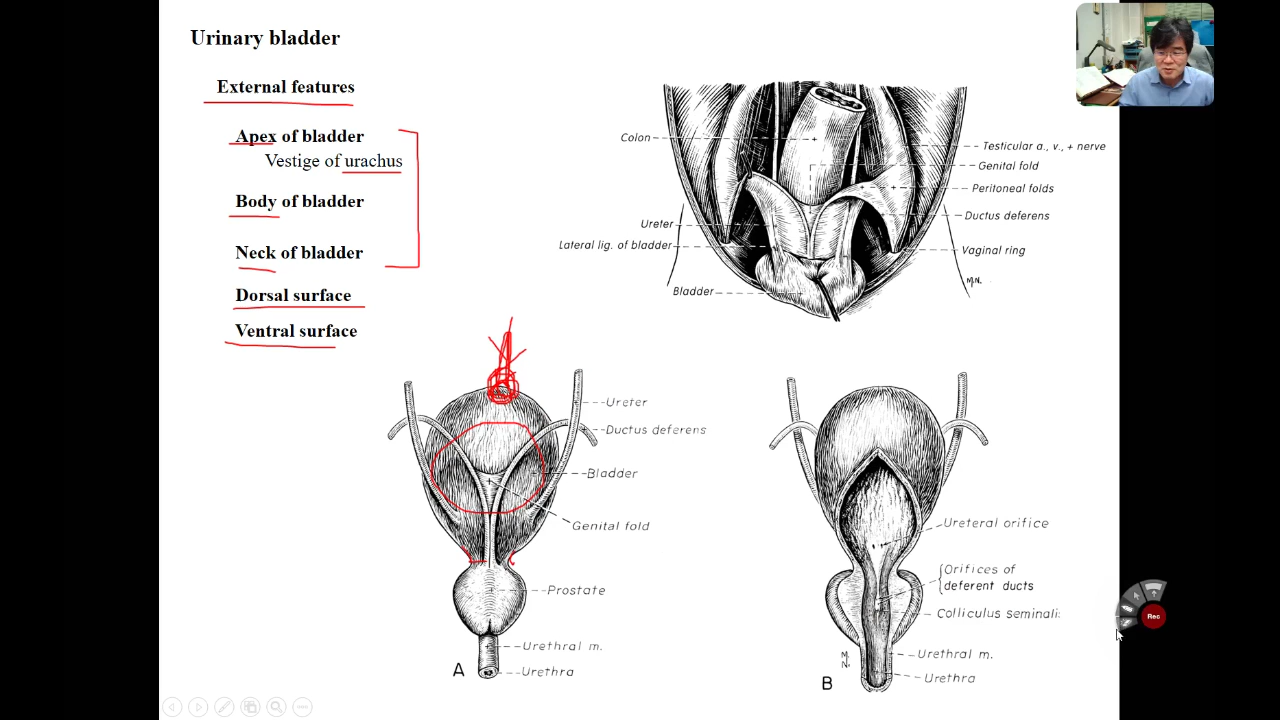 Urinary bladder
External features
Apex of bladder
Vestige of urachus
Body of bladder
Neck of bladder
Dorsal surface
Ventral surface
Colon
Ureter
Lateral lig. of bladder
Bladder
Testicular a., v., + nerve
Genital fold
Peritoneal folds
Ductus deferens
Vaginal ring
M.N.
Ureter
Ductus deferens
Bladder
Genital fold
Prostate
Urethral m.
Urethra
A
Ureteral orifice
Orifices of
deferent ducts
Colliculus seminali
Urethral m.
Urethra
M.
N.
B
Rec